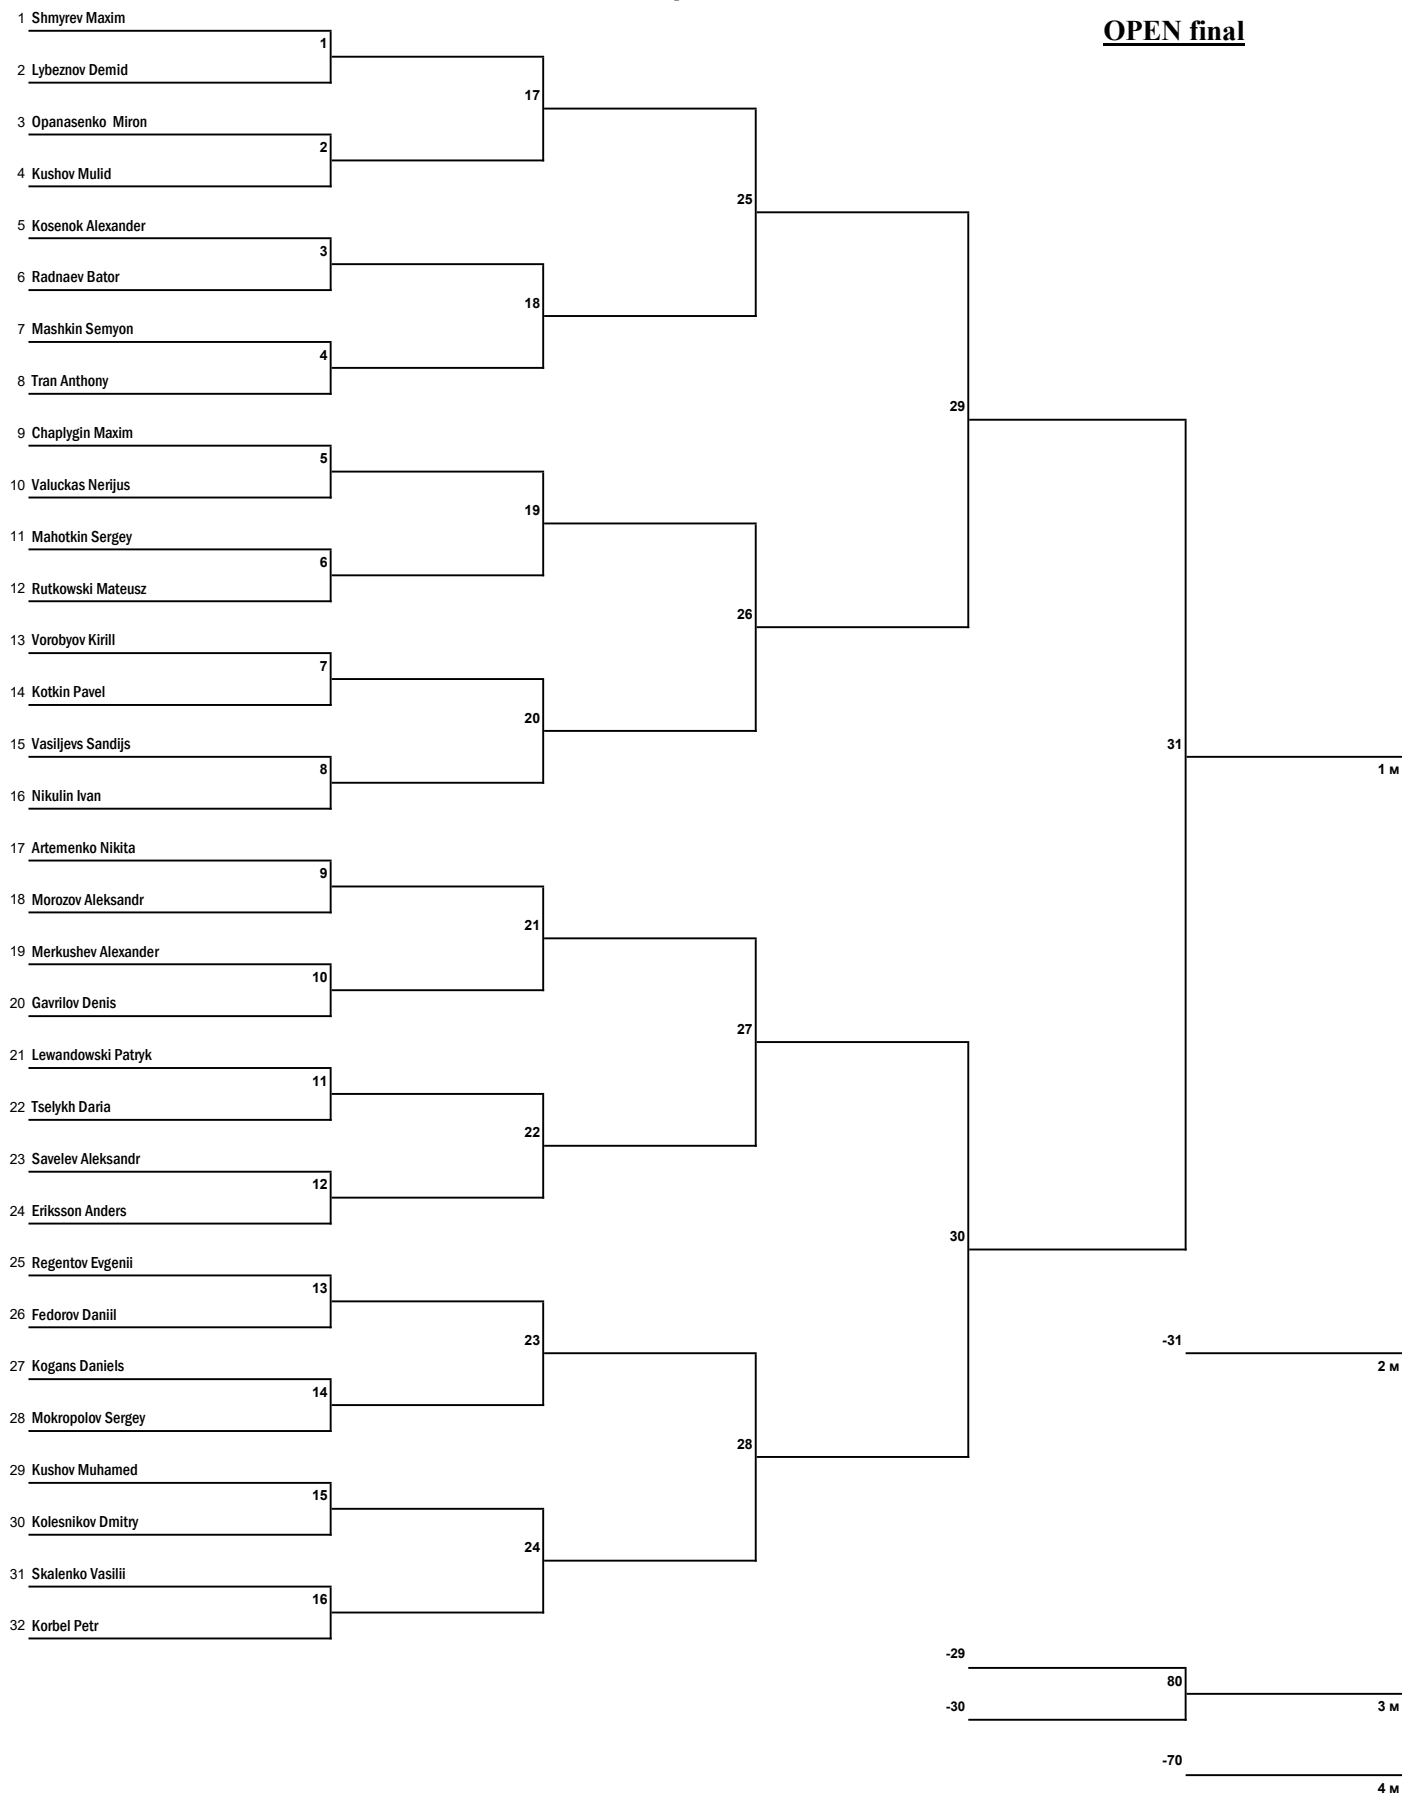 OPEN final
1 Shmyrev Maxim
1
2 Lybeznov Demid
17
3 Opanasenko Miron
2
4 Kushov Mulid
25
5 Kosenok Alexander
3
6 Radnaev Bator
18
7 Mashkin Semyon
4
8 Tran Anthony
29
9 Chaplygin Maxim
5
10 Valuckas Nerijus
19
11 Mahotkin Sergey
6
12 Rutkowski Mateusz
26
13 Vorobyov Kirill
7
14 Kotkin Pavel
20
15 Vasiljevs Sandijs
31
8
1 м
16 Nikulin Ivan
17 Artemenko Nikita
9
18 Morozov Aleksandr
21
19 Merkushev Alexander
10
20 Gavrilov Denis
27
21 Lewandowski Patryk
11
22 Tselykh Daria
22
23 Savelev Aleksandr
12
24 Eriksson Anders
30
25 Regentov Evgenii
13
26 Fedorov Daniil
23
-31
27 Kogans Daniels
2 м
14
28 Mokropolov Sergey
28
29 Kushov Muhamed
15
30 Kolesnikov Dmitry
24
31 Skalenko Vasilii
16
32 Korbel Petr
-29
80
-30
3 м
-70
4 м